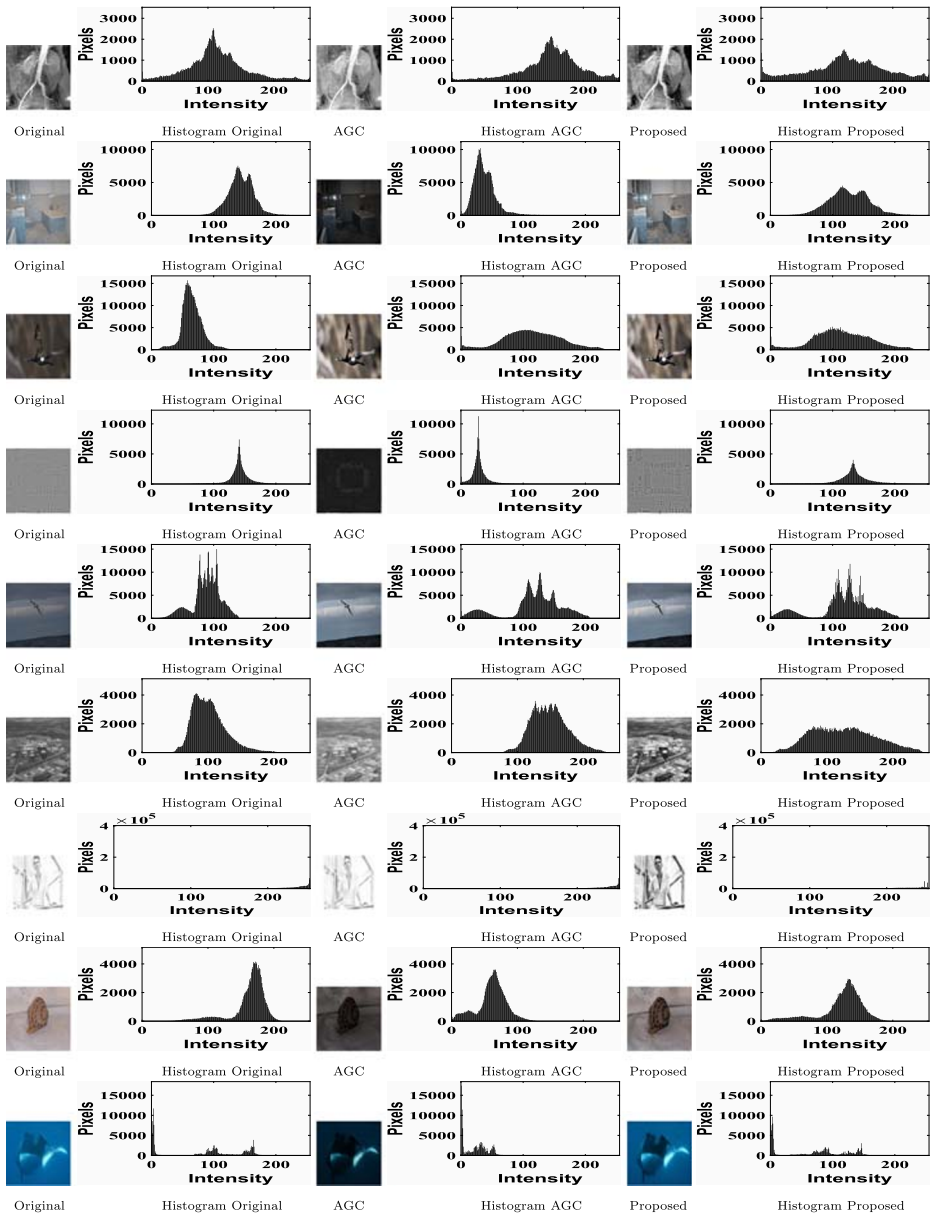 3000
2000
1000
0
Pixels
0 100 200
Intensity
3000
2000
1000
0
Pixels
0 100 200
Intensity
3000
2000
1000
0
Pixels
0 100 200
Intensity
Original Histogram Original AGC Histogram AGC Proposed Histogram Proposed
10000
5000
0
Pixels
0 100 200
Intensity
10000
5000
0
Pixels
0 100 200
Intensity
10000
5000
0
Pixels
0 100 200
Intensity
Original Histogram Original AGC Histogram AGC Proposed Histogram Proposed
15000
10000
5000
0
Pixels
0 100 200
Intensity
15000
10000
5000
0
Pixels
0 100 200
Intensity
15000
10000
5000
0
Pixels
0 100 200
Intensity
Original Histogram Original AGC Histogram AGC Proposed Histogram Proposed
10000
5000
0
Pixels
0 100 200
Intensity
10000
5000
0
Pixels
0 100 200
Intensity
10000
5000
0
Pixels
0 100 200
Intensity
Original Histogram Original AGC Histogram AGC Proposed Histogram Proposed
15000
10000
5000
0
Pixels
0 100 200
Intensity
15000
10000
5000
0
Pixels
0 100 200
Intensity
15000
10000
5000
0
Pixels
0 100 200
Intensity
Original Histogram Original AGC Histogram AGC Proposed Histogram Proposed
4000
2000
0
Pixels
0 100 200
Intensity
4000
2000
0
Pixels
0 100 200
Intensity
4000
2000
0
Pixels
0 100 200
Intensity
Original Histogram Original AGC Histogram AGC Proposed Histogram Proposed
4 ×10⁵
2
0
Pixels
0 100 200
Intensity
4 ×10⁵
2
0
Pixels
0 100 200
Intensity
4 ×10⁵
2
0
Pixels
0 100 200
Intensity
Original Histogram Original AGC Histogram AGC Proposed Histogram Proposed
4000
2000
0
Pixels
0 100 200
Intensity
4000
2000
0
Pixels
0 100 200
Intensity
4000
2000
0
Pixels
0 100 200
Intensity
Original Histogram Original AGC Histogram AGC Proposed Histogram Proposed
15000
10000
5000
0
Pixels
0 100 200
Intensity
15000
10000
5000
0
Pixels
0 100 200
Intensity
15000
10000
5000
0
Pixels
0 100 200
Intensity
Original Histogram Original AGC Histogram AGC Proposed Histogram Proposed